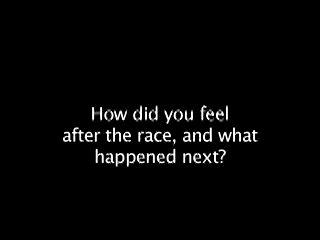 How did you feel
after the race, and what
happened next?